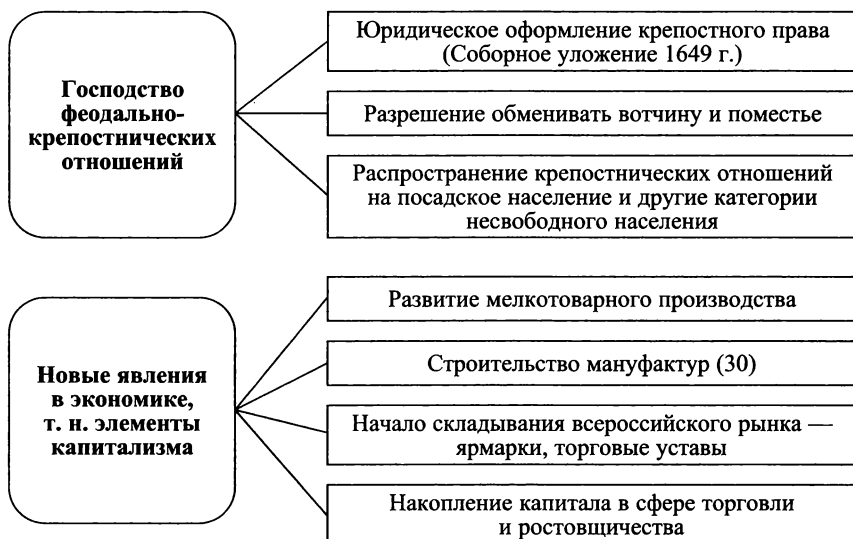 Господство
феодально-
крепостнических
отношений
Юридическое оформление крепостного права
(Соборное уложение 1649 г.)
Разрешение обменивать вотчину и поместье
Распространение крепостнических отношений
на посадское население и другие категории
несвободного населения
Новые явления
в экономике,
т. н. элементы
капитализма
Развитие мелкотоварного производства
Строительство мануфактур (30)
Начало складывания всероссийского рынка —
ярмарки, торговые уставы
Накопление капитала в сфере торговли
и ростовщичества